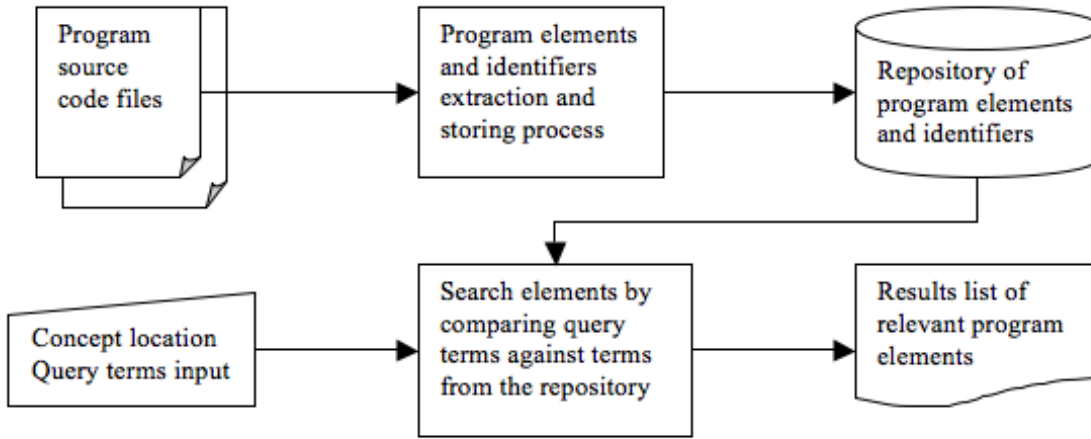 Program
source
code files
Program elements
and identifiers
extraction and
storing process
Repository of
program elements
and identifiers
Concept location
Query terms input
Search elements by
comparing query
terms against terms
from the repository
Results list of
relevant program
elements